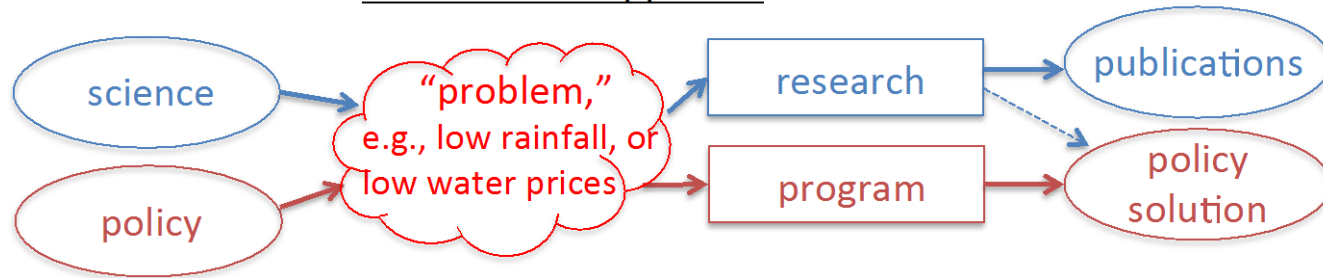 science
policy
“problem,”
e.g., low rainfall, or
low water prices
research
program
publications
policy
solution